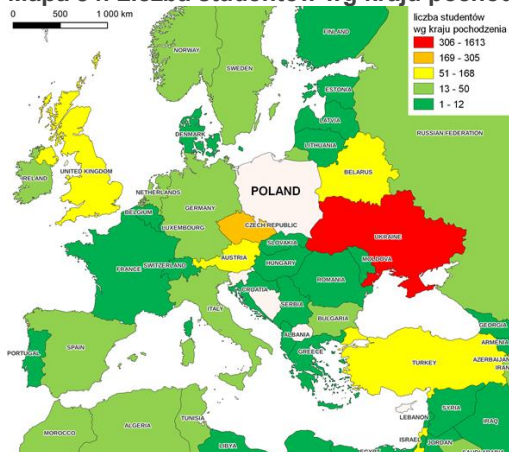 0 500 1 000 km
liczba studentów
wg kraju pochodzenia
306 - 1613
169 - 305
51 - 168
13 - 50
1 - 12
FINLAND
NORWAY
SWEDEN
ESTONIA
LATVIA
LITHUANIA
RUSSIAN FEDERATION
DENMARK
BELARUS
IRELAND
UNITED KINGDOM
NETHERLANDS
POLAND
GERMANY
BELGIUM
LUXEMBOURG
CZECH REPUBLIC
UKRAINE
SLOVAKIA
AUSTRIA
MOLDOVA
FRANCE
SWITZERLAND
HUNGARY
ROMANIA
CROATIA
SERBIA
ITALY
BULGARIA
GEORGIA
ALBANIA
ARMENIA
PORTUGAL
SPAIN
GREECE
TURKEY
AZERBAIJAN
IRAN
SYRIA
LEBANON
IRAQ
TUNISIA
ALGERIA
MOROCCO
ISRAEL
JORDAN
LIBYA